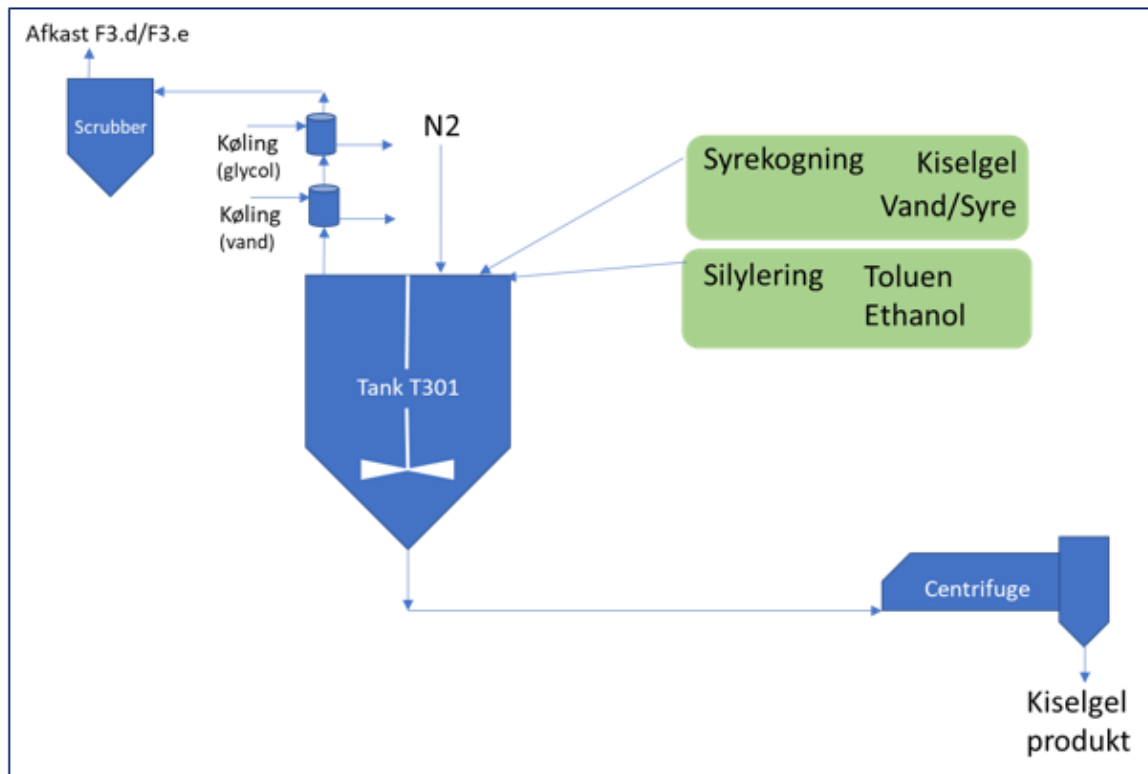 Afkast F3.d/F3.e
Scrubber
Køling
(glycol)
Køling
(vand)
N2
Syrekogning Kiselgel
Vand/Syre
Silylering Toluen
Ethanol
Tank T301
Centrifuge
Kiselgel
produkt